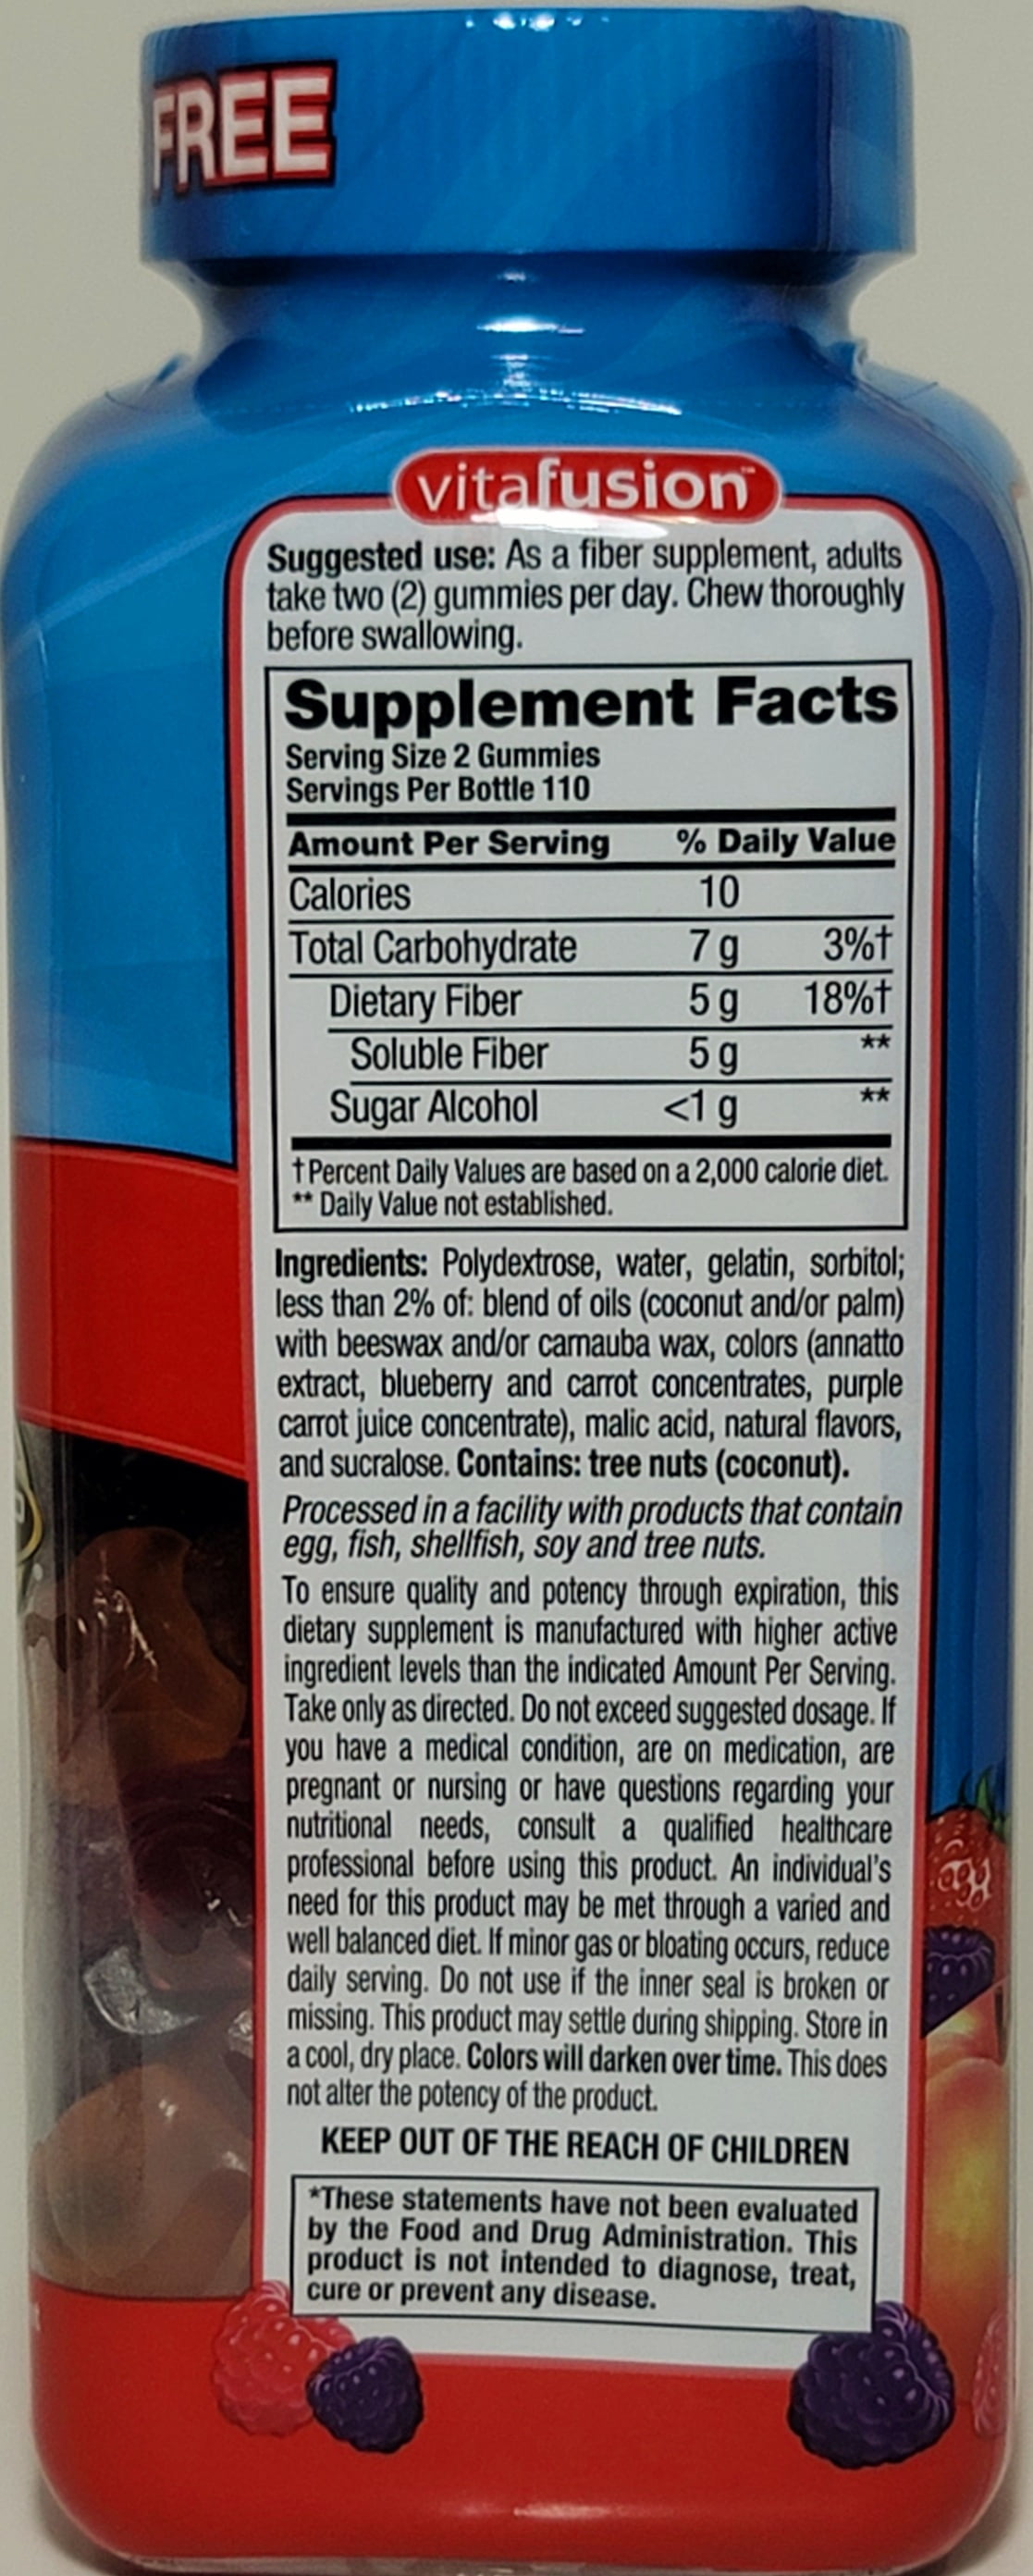 FREE
vitafusion™
Suggested use: As a fiber supplement, adults
take two (2) gummies per day. Chew thoroughly
before swallowing.
Supplement Facts
Serving Size 2 Gummies
Servings Per Bottle 110
Amount Per Serving % Daily Value
Calories 10
Total Carbohydrate 7 g 3%†
Dietary Fiber 5 g 18%†
Soluble Fiber 5 g **
Sugar Alcohol <1 g **
†Percent Daily Values are based on a 2,000 calorie diet.
** Daily Value not established.
Ingredients: Polydextrose, water, gelatin, sorbitol;
less than 2% of: blend of oils (coconut and/or palm)
with beeswax and/or carnauba wax, colors (annatto
extract, blueberry and carrot concentrates, purple
carrot juice concentrate), malic acid, natural flavors,
and sucralose. Contains: tree nuts (coconut).
Processed in a facility with products that contain
egg, fish, shellfish, soy and tree nuts.
To ensure quality and potency through expiration, this
dietary supplement is manufactured with higher active
ingredient levels than the indicated Amount Per Serving.
Take only as directed. Do not exceed suggested dosage. If
you have a medical condition, are on medication, are
pregnant or nursing or have questions regarding your
nutritional needs, consult a qualified healthcare
professional before using this product. An individual's
need for this product may be met through a varied and
well balanced diet. If minor gas or bloating occurs, reduce
daily serving. Do not use if the inner seal is broken or
missing. This product may settle during shipping. Store in
a cool, dry place. Colors will darken over time. This does
not alter the potency of the product.
KEEP OUT OF THE REACH OF CHILDREN
*These statements have not been evaluated
by the Food and Drug Administration. This
product is not intended to diagnose, treat,
cure or prevent any disease.